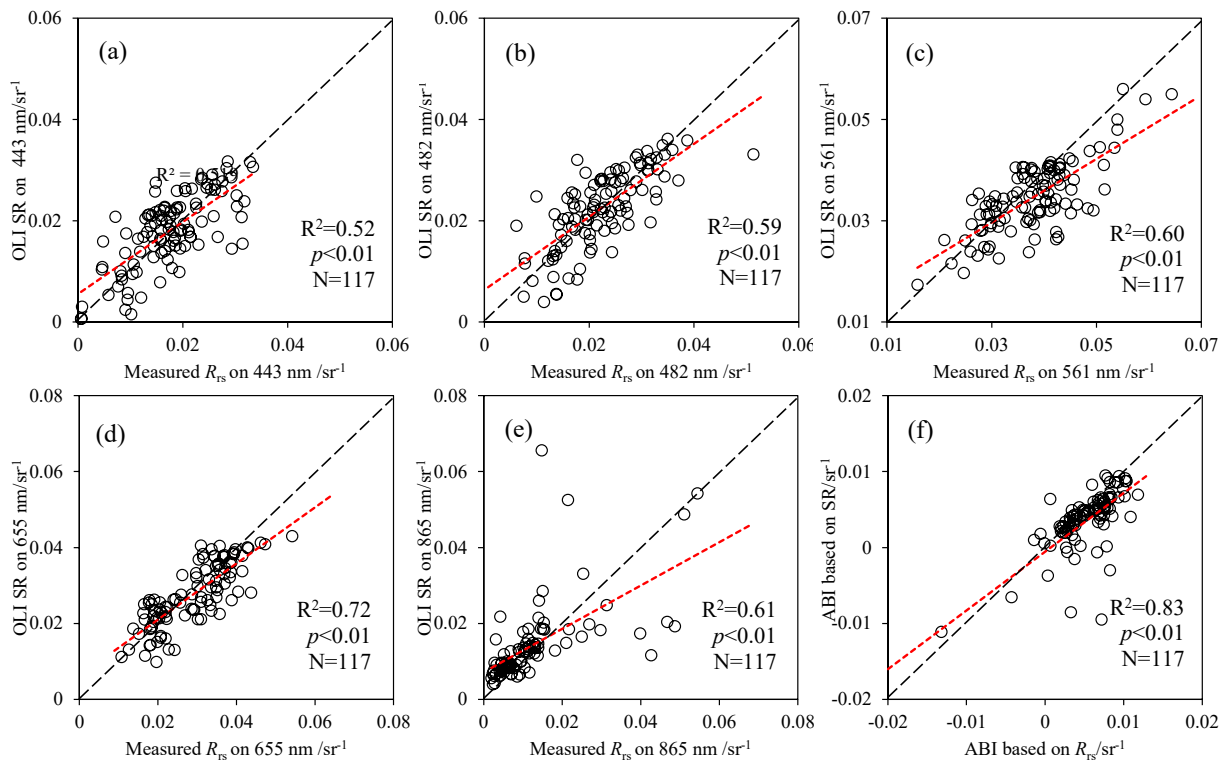 0.06
0.04
0.02
0
OLI SR on 443 nm/sr-1
(a)
R² =
R²=0.52
p<0.01
N=117
0 0.02 0.04 0.06
Measured Rrs on 443 nm /sr-1
0.06
0.04
0.02
0
OLI SR on 482 nm/sr-1
(b)
R²=0.59
p<0.01
N=117
0 0.02 0.04 0.06
Measured Rrs on 482 nm /sr-1
0.07
0.05
0.03
0.01
OLI SR on 561 nm/sr-1
(c)
R²=0.60
p<0.01
N=117
0.01 0.03 0.05 0.07
Measured Rrs on 561 nm /sr-1
0.08
0.06
0.04
0.02
0
OLI SR on 655 nm/sr-1
(d)
R²=0.72
p<0.01
N=117
0 0.02 0.04 0.06 0.08
Measured Rrs on 655 nm /sr-1
0.08
0.06
0.04
0.02
0
OLI SR on 865 nm/sr-1
(e)
R²=0.61
p<0.01
N=117
0 0.02 0.04 0.06 0.08
Measured Rrs on 865 nm /sr-1
0.02
0.01
0
-0.01
-0.02
ABI based on SR/sr-1
(f)
R²=0.83
p<0.01
N=117
-0.02 -0.01 0 0.01 0.02
ABI based on Rrs/sr-1